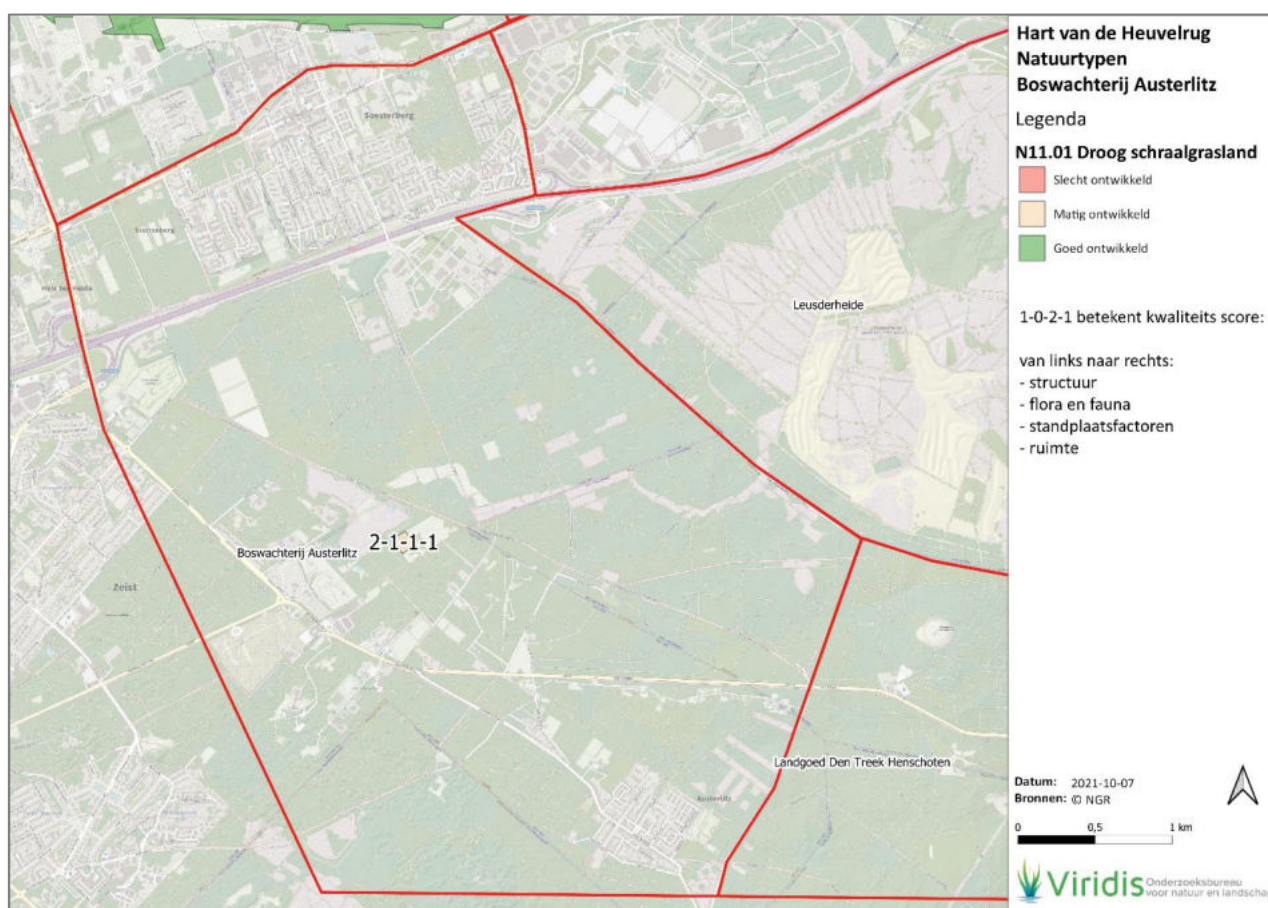 Hart van de Heuvelrug
Natuurtypen
Boswachterij Austerlitz
Legenda
N11.01 Droog schraalgrasland
Slecht ontwikkeld
Matig ontwikkeld
Goed ontwikkeld
1-0-2-1 betekent kwaliteits score:
van links naar rechts:
- structuur
- flora en fauna
- standplaatsfactoren
- ruimte
Soesterberg
Leusderheide
Boswachterij Austerlitz
2-1-1-1
Zeist
Landgoed Den Treek Henschoten
Austerlitz
Datum: 2021-10-07
Bronnen: © NGR
0 0,5 1 km
Viridis
Onderzoeksbureau
voor natuur en landschap